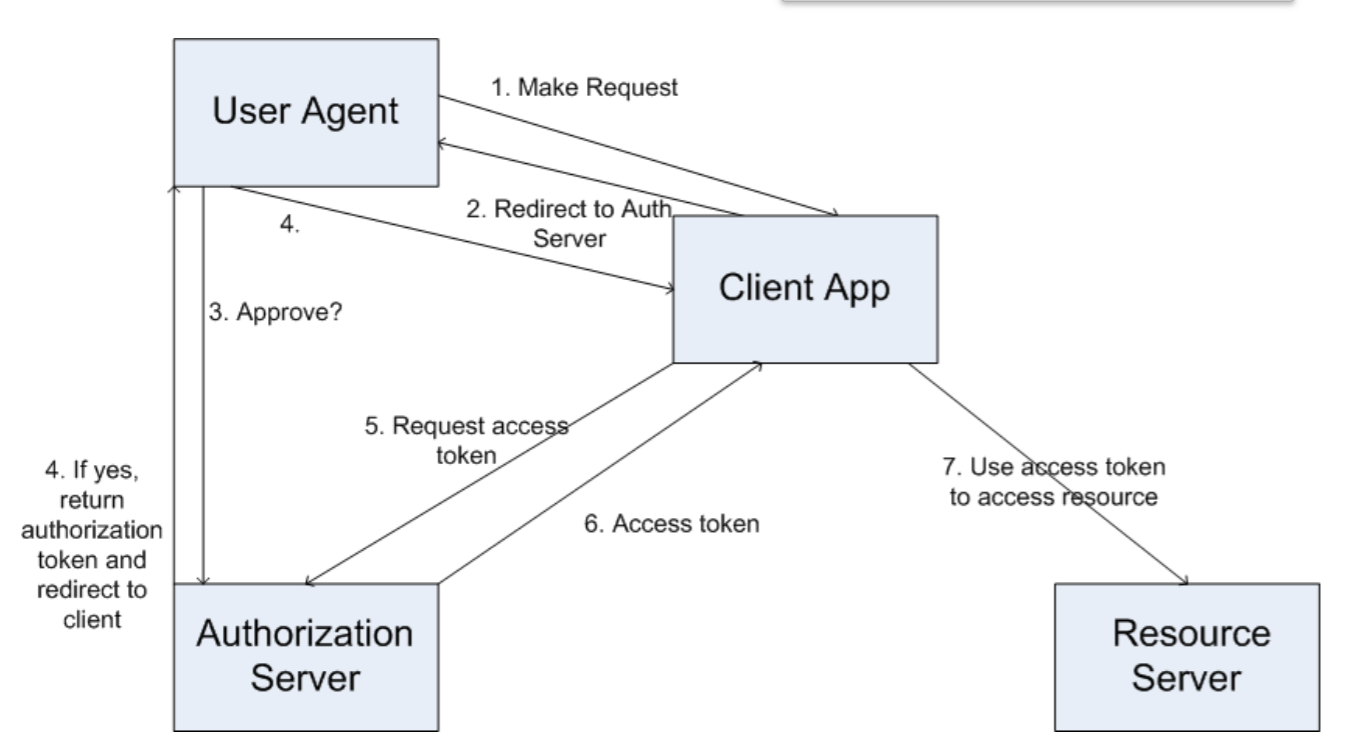 User Agent
1. Make Request
2. Redirect to Auth
Server
4.
Client App
3. Approve?
5. Request access
token
4. If yes,
return
authorization
token and
redirect to
client
6. Access token
7. Use access token
to access resource
Authorization
Server
Resource
Server